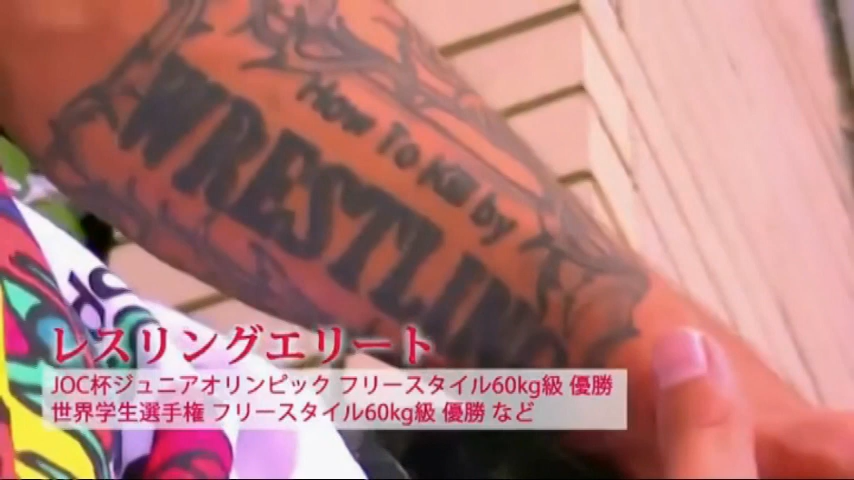 How To Kill by
WRESTLING
レスリングエリート
JOC杯ジュニアオリンピック フリースタイル60kg級 優勝
世界学生選手権 フリースタイル60kg級 優勝 など